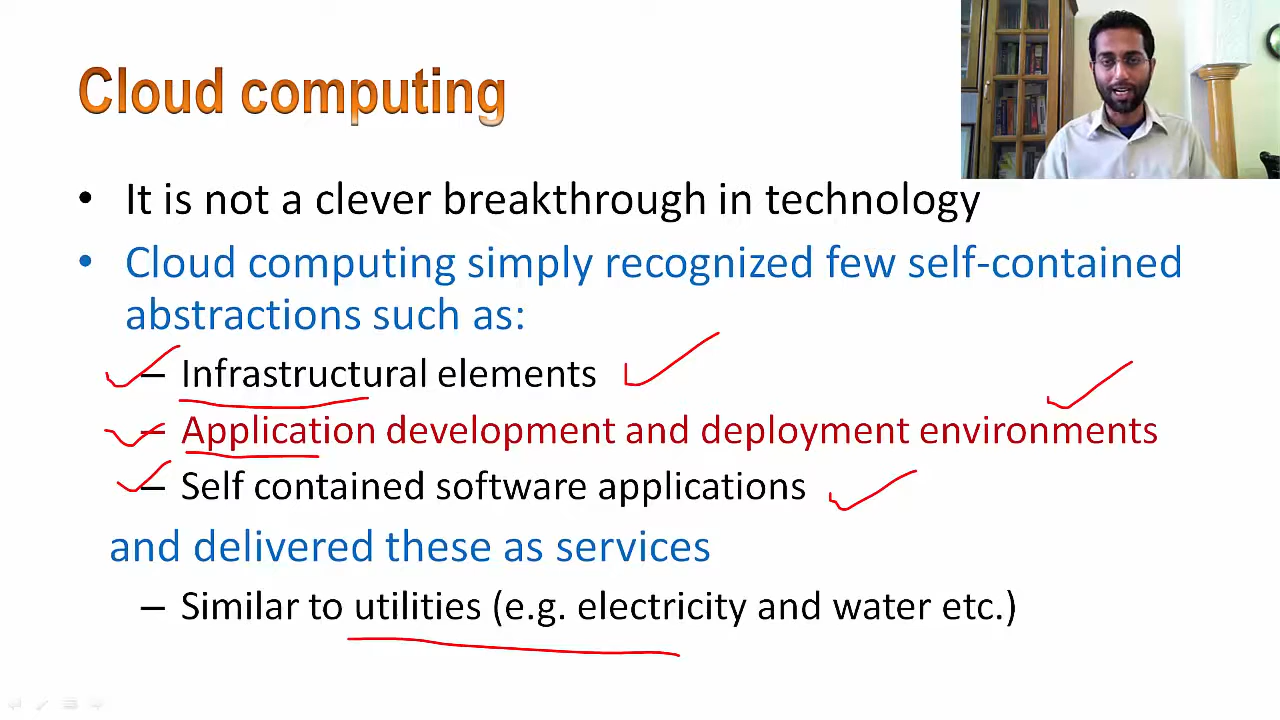 Cloud computing
• It is not a clever breakthrough in technology
• Cloud computing simply recognized few self-contained
abstractions such as:
– Infrastructural elements
– Application development and deployment environments
– Self contained software applications
and delivered these as services
– Similar to utilities (e.g. electricity and water etc.)